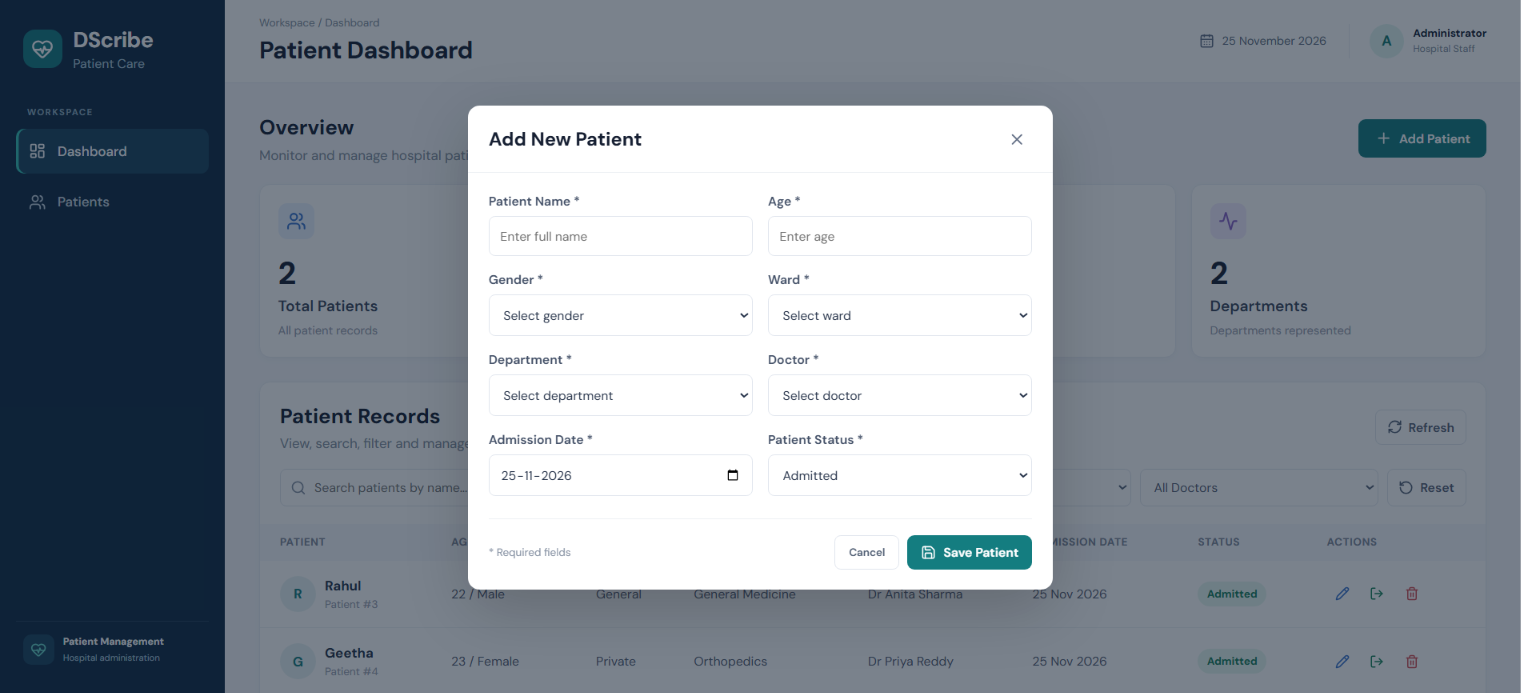 DScribe
Patient Care
WORKSPACE
Dashboard
Patients
Patient Management
Hospital administration
Workspace / Dashboard
Patient Dashboard
25 November 2026
A
Administrator
Hospital Staff
Overview
Monitor and manage hospital pati
Add Patient
2
Total Patients
All patient records
2
Departments
Departments represented
Patient Records
View, search, filter and manage
Refresh
Search patients by name...
All Doctors
Reset
PATIENT AG MISSION DATE STATUS ACTIONS
R Rahul 22 / Male General General Medicine Dr Anita Sharma 25 Nov 2026 Admitted
Patient #3
G Geetha 23 / Female Private Orthopedics Dr Priya Reddy 25 Nov 2026 Admitted
Patient #4
Add New Patient
Patient Name * Age *
Enter full name Enter age
Gender * Ward *
Select gender Select ward
Department * Doctor *
Select department Select doctor
Admission Date * Patient Status *
25-11-2026 Admitted
* Required fields Cancel Save Patient